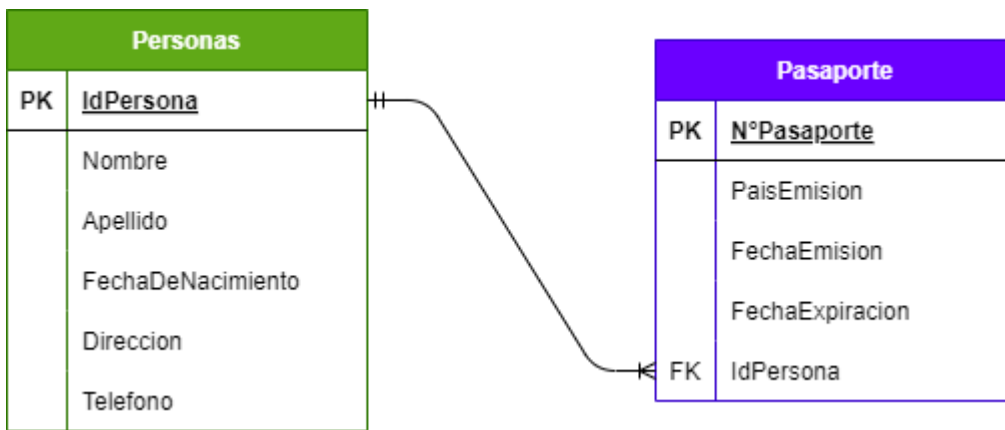 Personas
PK IdPersona
Nombre
Apellido
FechaDeNacimiento
Direccion
Telefono
Pasaporte
PK N°Pasaporte
PaisEmision
FechaEmision
FechaExpiracion
FK IdPersona